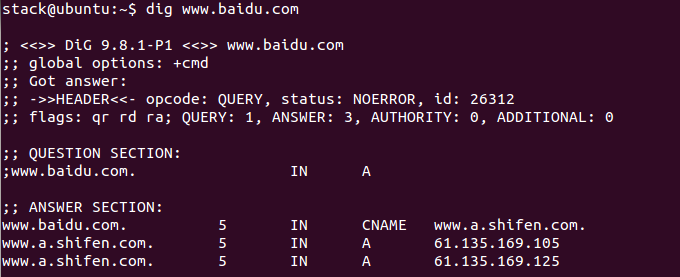 stack@ubuntu:~$ dig www.baidu.com
; <<>> DiG 9.8.1-P1 <<>> www.baidu.com
;; global options: +cmd
;; Got answer:
;; ->>HEADER<<- opcode: QUERY, status: NOERROR, id: 26312
;; flags: qr rd ra; QUERY: 1, ANSWER: 3, AUTHORITY: 0, ADDITIONAL: 0
;; QUESTION SECTION:
;www.baidu.com. IN A
;; ANSWER SECTION:
www.baidu.com. 5 IN CNAME www.a.shifen.com.
www.a.shifen.com. 5 IN A 61.135.169.105
www.a.shifen.com. 5 IN A 61.135.169.125